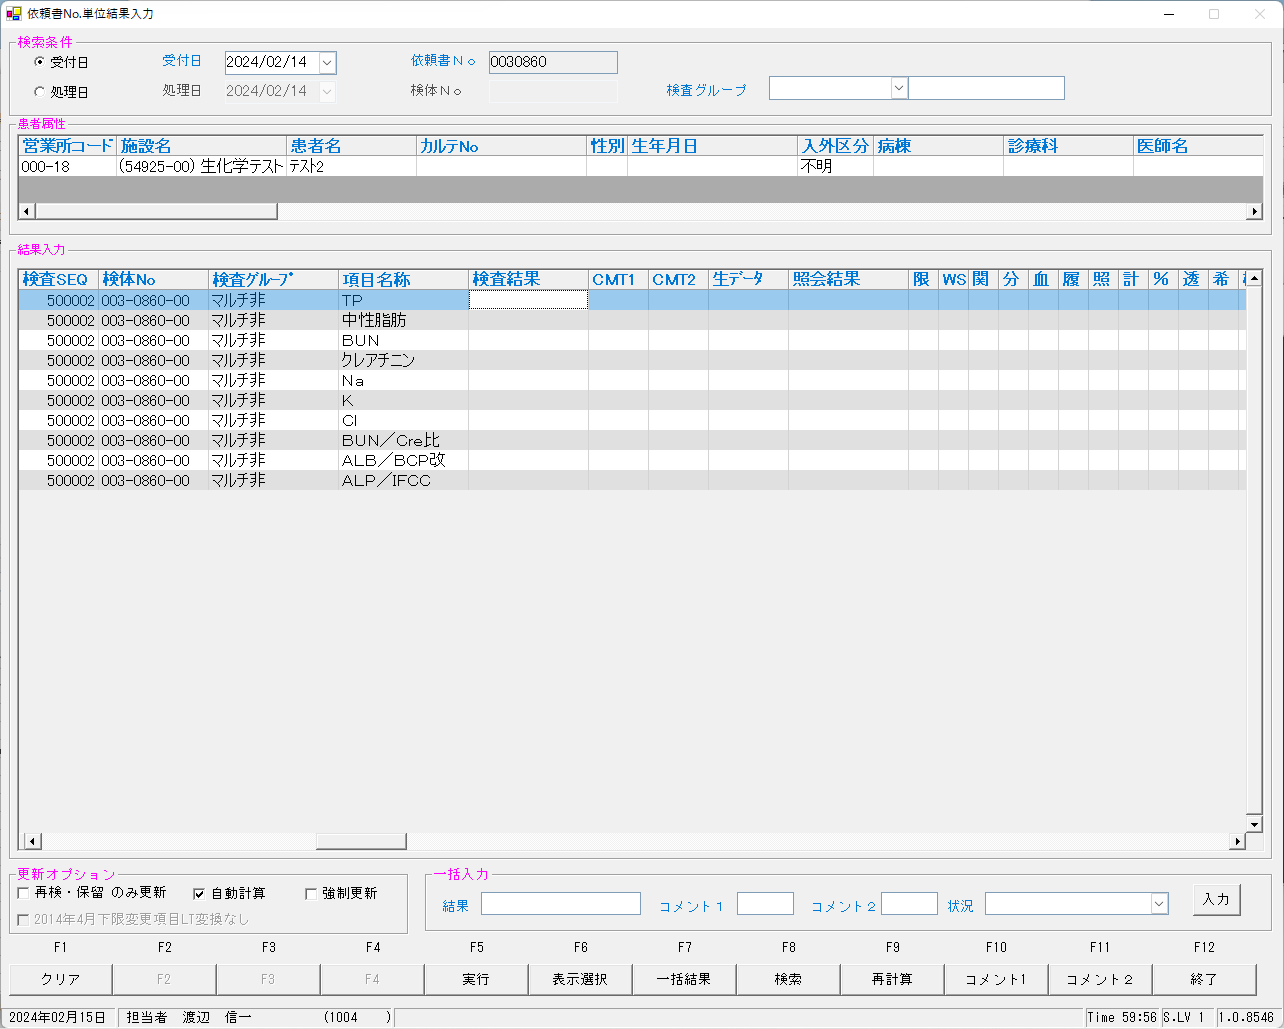 依頼書No.単位結果入力
検索条件
受付日 受付日 2024/02/14 依頼書No 0030860
処理日 処理日 2024/02/14 検体No 検査グループ
患者属性
営業所コード 施設名 患者名 カルテNo 性別 生年月日 入外区分 病棟 診療科 医師名
000-18 (54925-00) 生化学テスト テスト2 不明
結果入力
検査SEQ 検体No 検査グループ 項目名称 検査結果 CMT1 CMT2 生データ 照会結果 限 WS 関 分 血 履 照 計 % 透 希
500002 003-0860-00 マルチ非 TP
500002 003-0860-00 マルチ非 中性脂肪
500002 003-0860-00 マルチ非 BUN
500002 003-0860-00 マルチ非 クレアチニン
500002 003-0860-00 マルチ非 Na
500002 003-0860-00 マルチ非 K
500002 003-0860-00 マルチ非 Cl
500002 003-0860-00 マルチ非 BUN/Cre比
500002 003-0860-00 マルチ非 ALB/BCP改
500002 003-0860-00 マルチ非 ALP/IFCC
更新オプション
再検・保留 のみ更新 自動計算 強制更新
2014年4月下限変更項目LT変換なし
一括入力
結果 コメント1 コメント2 状況 入力
F1 F2 F3 F4 F5 F6 F7 F8 F9 F10 F11 F12
クリア F2 F3 F4 実行 表示選択 一括結果 検索 再計算 コメント1 コメント2 終了
2024年02月15日 担当者 渡辺 信一 (1004 ) Time 59:56 S.LV 1 1.0.8546